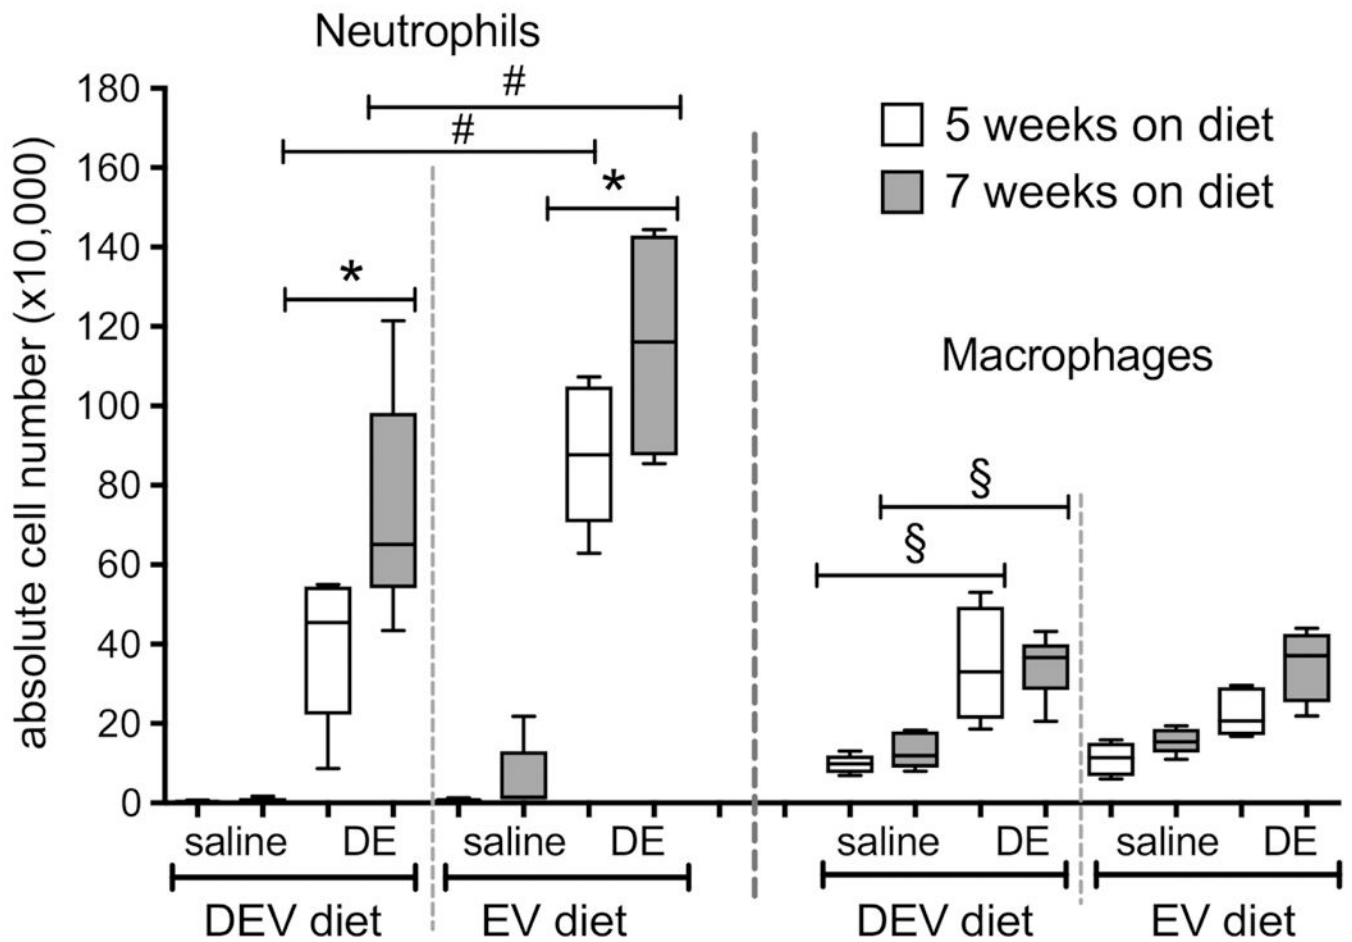 Neutrophils
absolute cell number (x10,000)
180
160
140
120
100
80
60
40
20
0
#
#
*
*
5 weeks on diet
7 weeks on diet
Macrophages
§
§
saline DE saline DE saline DE saline DE
DEV diet EV diet DEV diet EV diet